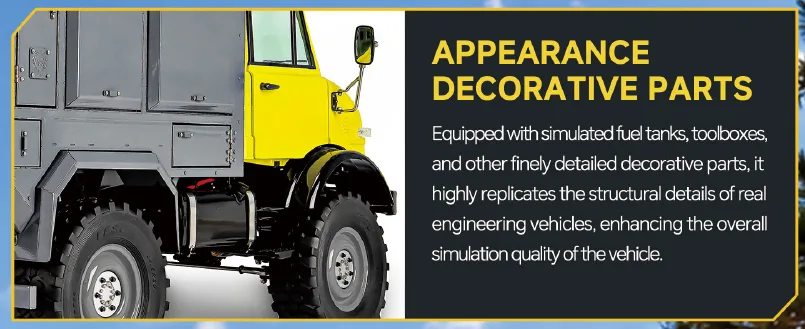 APPEARANCE
DECORATIVE PARTS
Equipped with simulated fuel tanks, toolboxes,
and other finely detailed decorative parts, it
highly replicates the structural details of real
engineering vehicles, enhancing the overall
simulation quality of the vehicle.